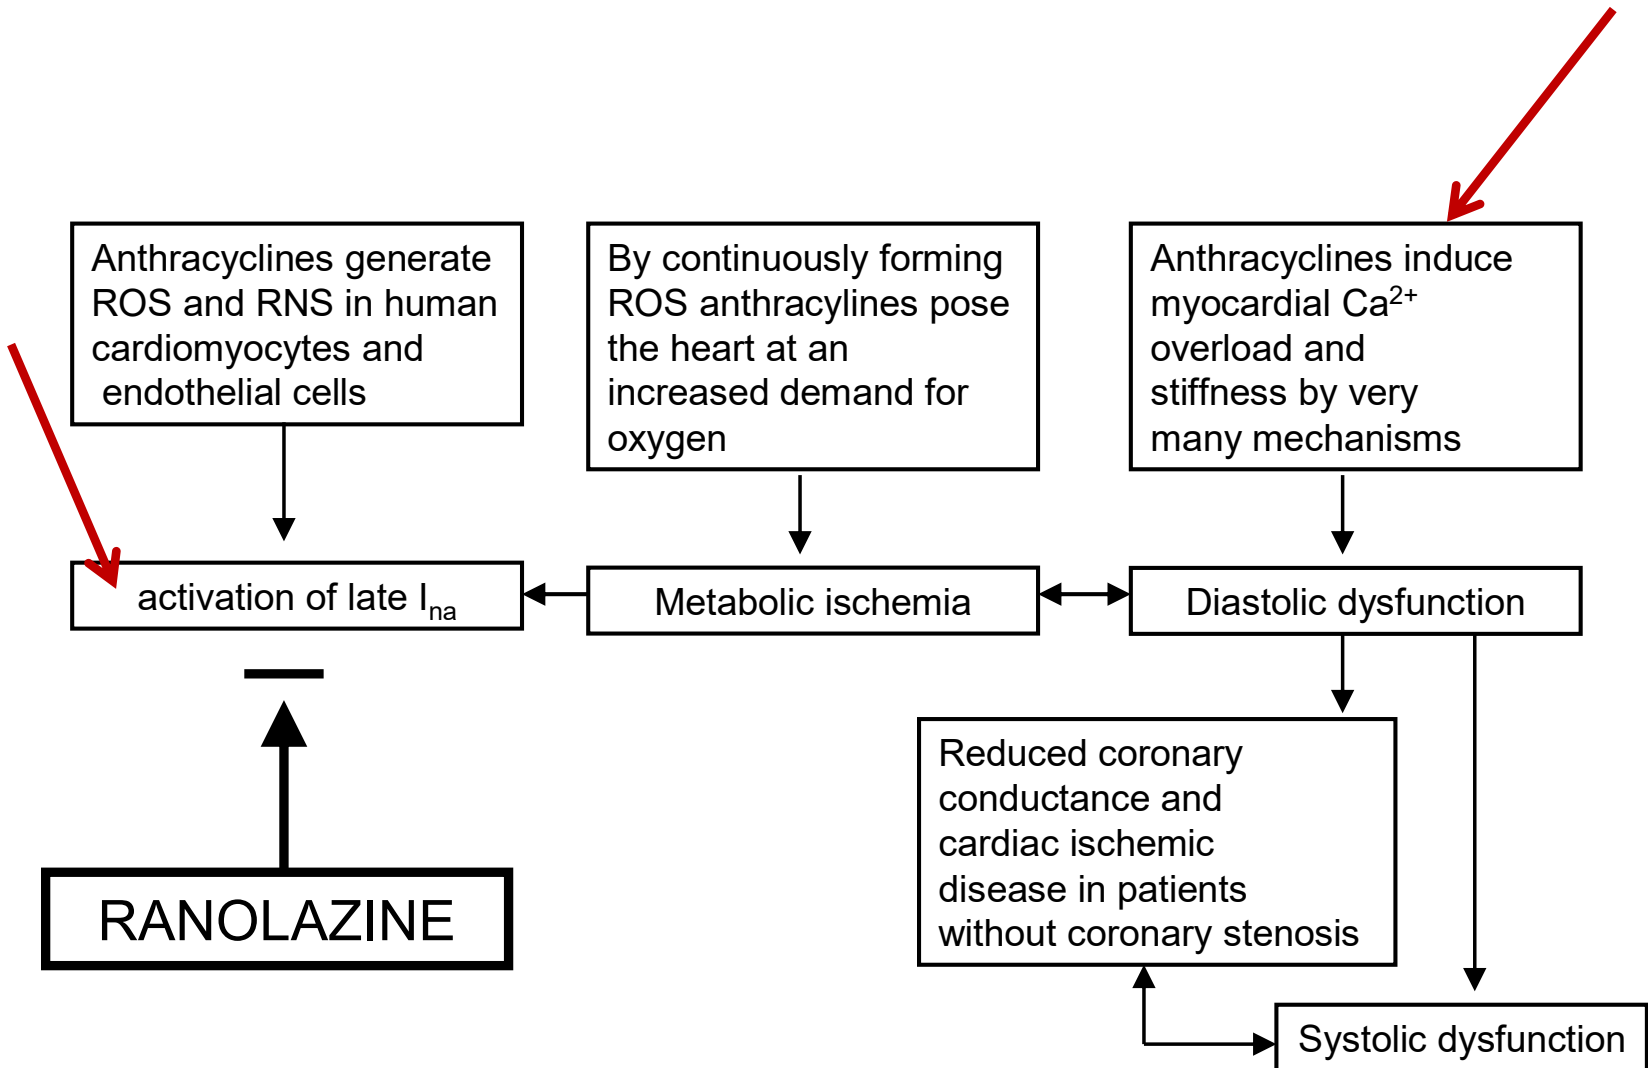 Anthracyclines generate
ROS and RNS in human
cardiomyocytes and
endothelial cells
By continuously forming
ROS anthracylines pose
the heart at an
increased demand for
oxygen
Anthracyclines induce
myocardial Ca²⁺
overload and
stiffness by very
many mechanisms
activation of late Ina
Metabolic ischemia
Diastolic dysfunction
Reduced coronary
conductance and
cardiac ischemic
disease in patients
without coronary stenosis
RANOLAZINE
Systolic dysfunction